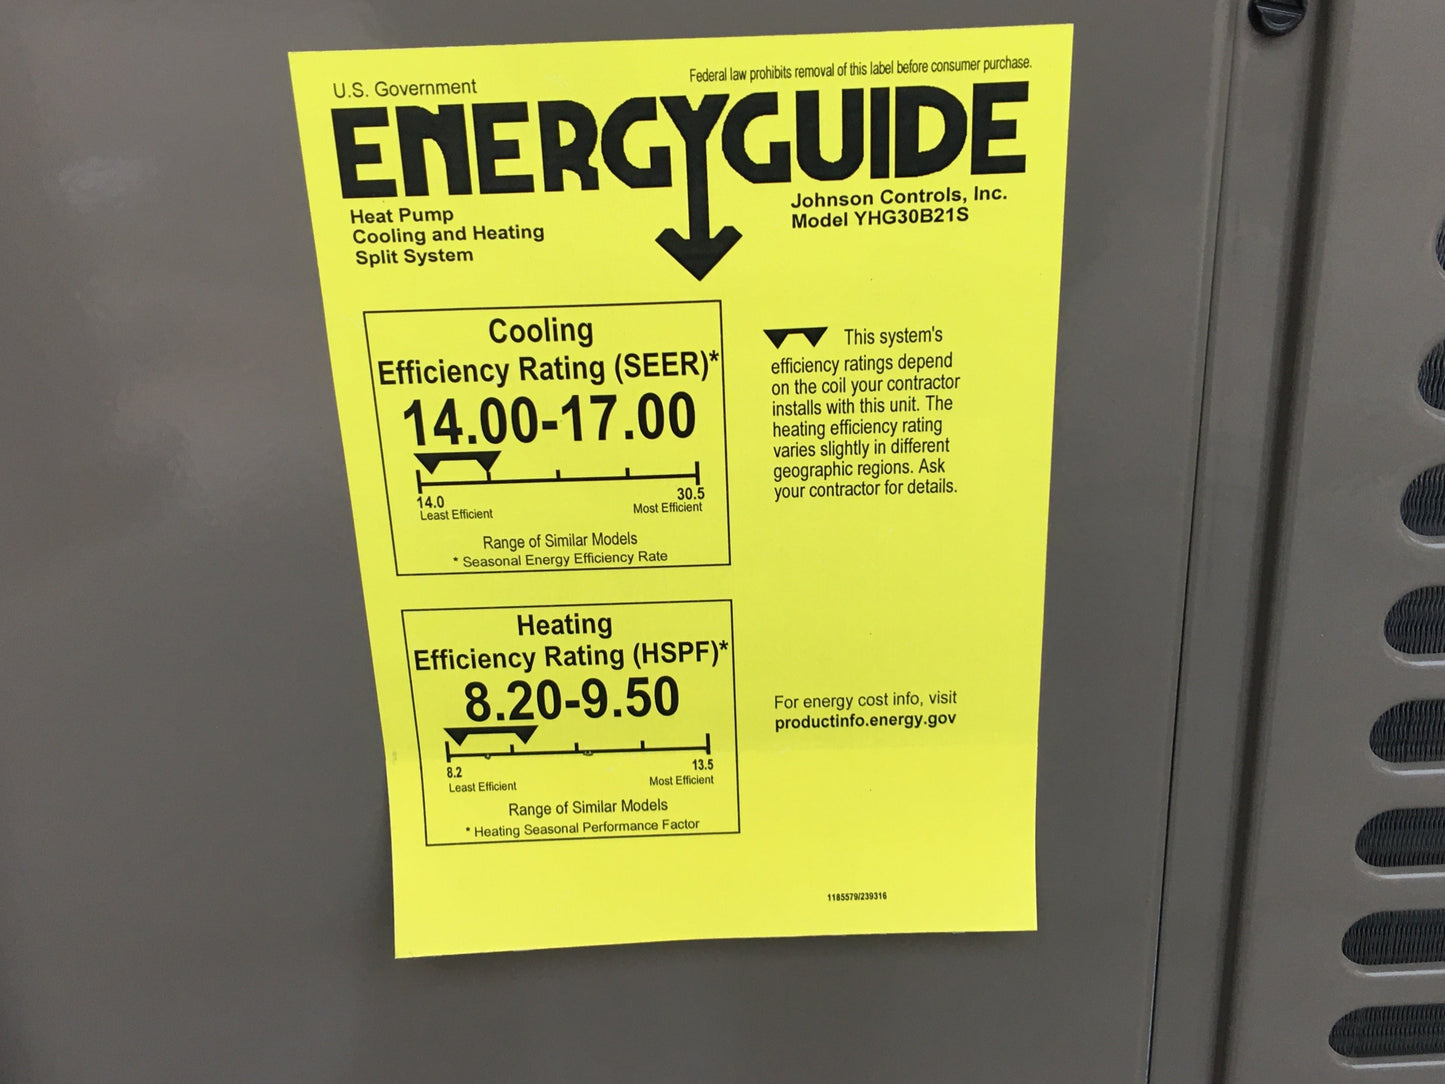 U.S. Government
Federal law prohibits removal of this label before consumer purchase.
ENERGYGUIDE
Heat Pump
Cooling and Heating
Split System
Johnson Controls, Inc.
Model YHG30B21S
Cooling
Efficiency Rating (SEER)*
14.00-17.00
14.0
Least Efficient
30.5
Most Efficient
Range of Similar Models
* Seasonal Energy Efficiency Rate
This system's
efficiency ratings depend
on the coil your contractor
installs with this unit. The
heating efficiency rating
varies slightly in different
geographic regions. Ask
your contractor for details.
Heating
Efficiency Rating (HSPF)*
8.20-9.50
8.2
Least Efficient
13.5
Most Efficient
Range of Similar Models
* Heating Seasonal Performance Factor
For energy cost info, visit
productinfo.energy.gov
1185579/239316